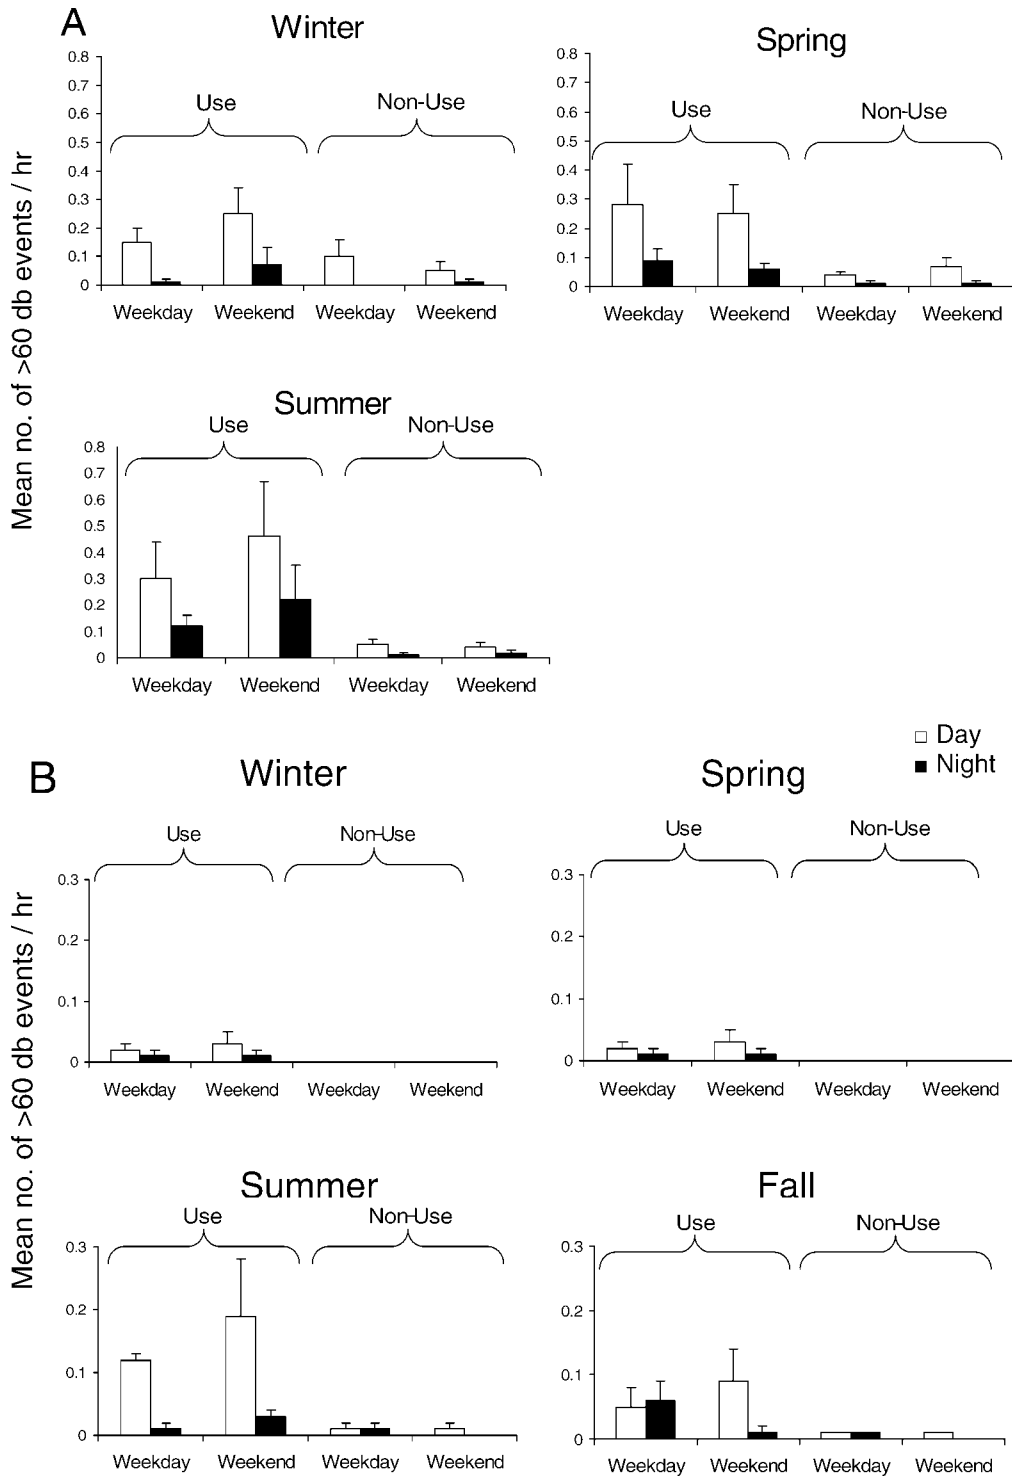 A
Winter
Mean no. of >60 db events / hr
0.8
0.7
0.6
0.5
0.4
0.3
0.2
0.1
0
Use
Non-Use
Weekday
Weekend
Weekday
Weekend
Spring
0.8
0.7
0.6
0.5
0.4
0.3
0.2
0.1
0
Use
Non-Use
Weekday
Weekend
Weekday
Weekend
Summer
0.8
0.7
0.6
0.5
0.4
0.3
0.2
0.1
0
Use
Non-Use
Weekday
Weekend
Weekday
Weekend
Day
Night
B
Winter
Mean no. of >60 db events / hr
0.3
0.2
0.1
0
Use
Non-Use
Weekday
Weekend
Weekday
Weekend
Spring
0.3
0.2
0.1
0
Use
Non-Use
Weekday
Weekend
Weekday
Weekend
Summer
0.3
0.2
0.1
0
Use
Non-Use
Weekday
Weekend
Weekday
Weekend
Fall
0.3
0.2
0.1
0
Use
Non-Use
Weekday
Weekend
Weekday
Weekend